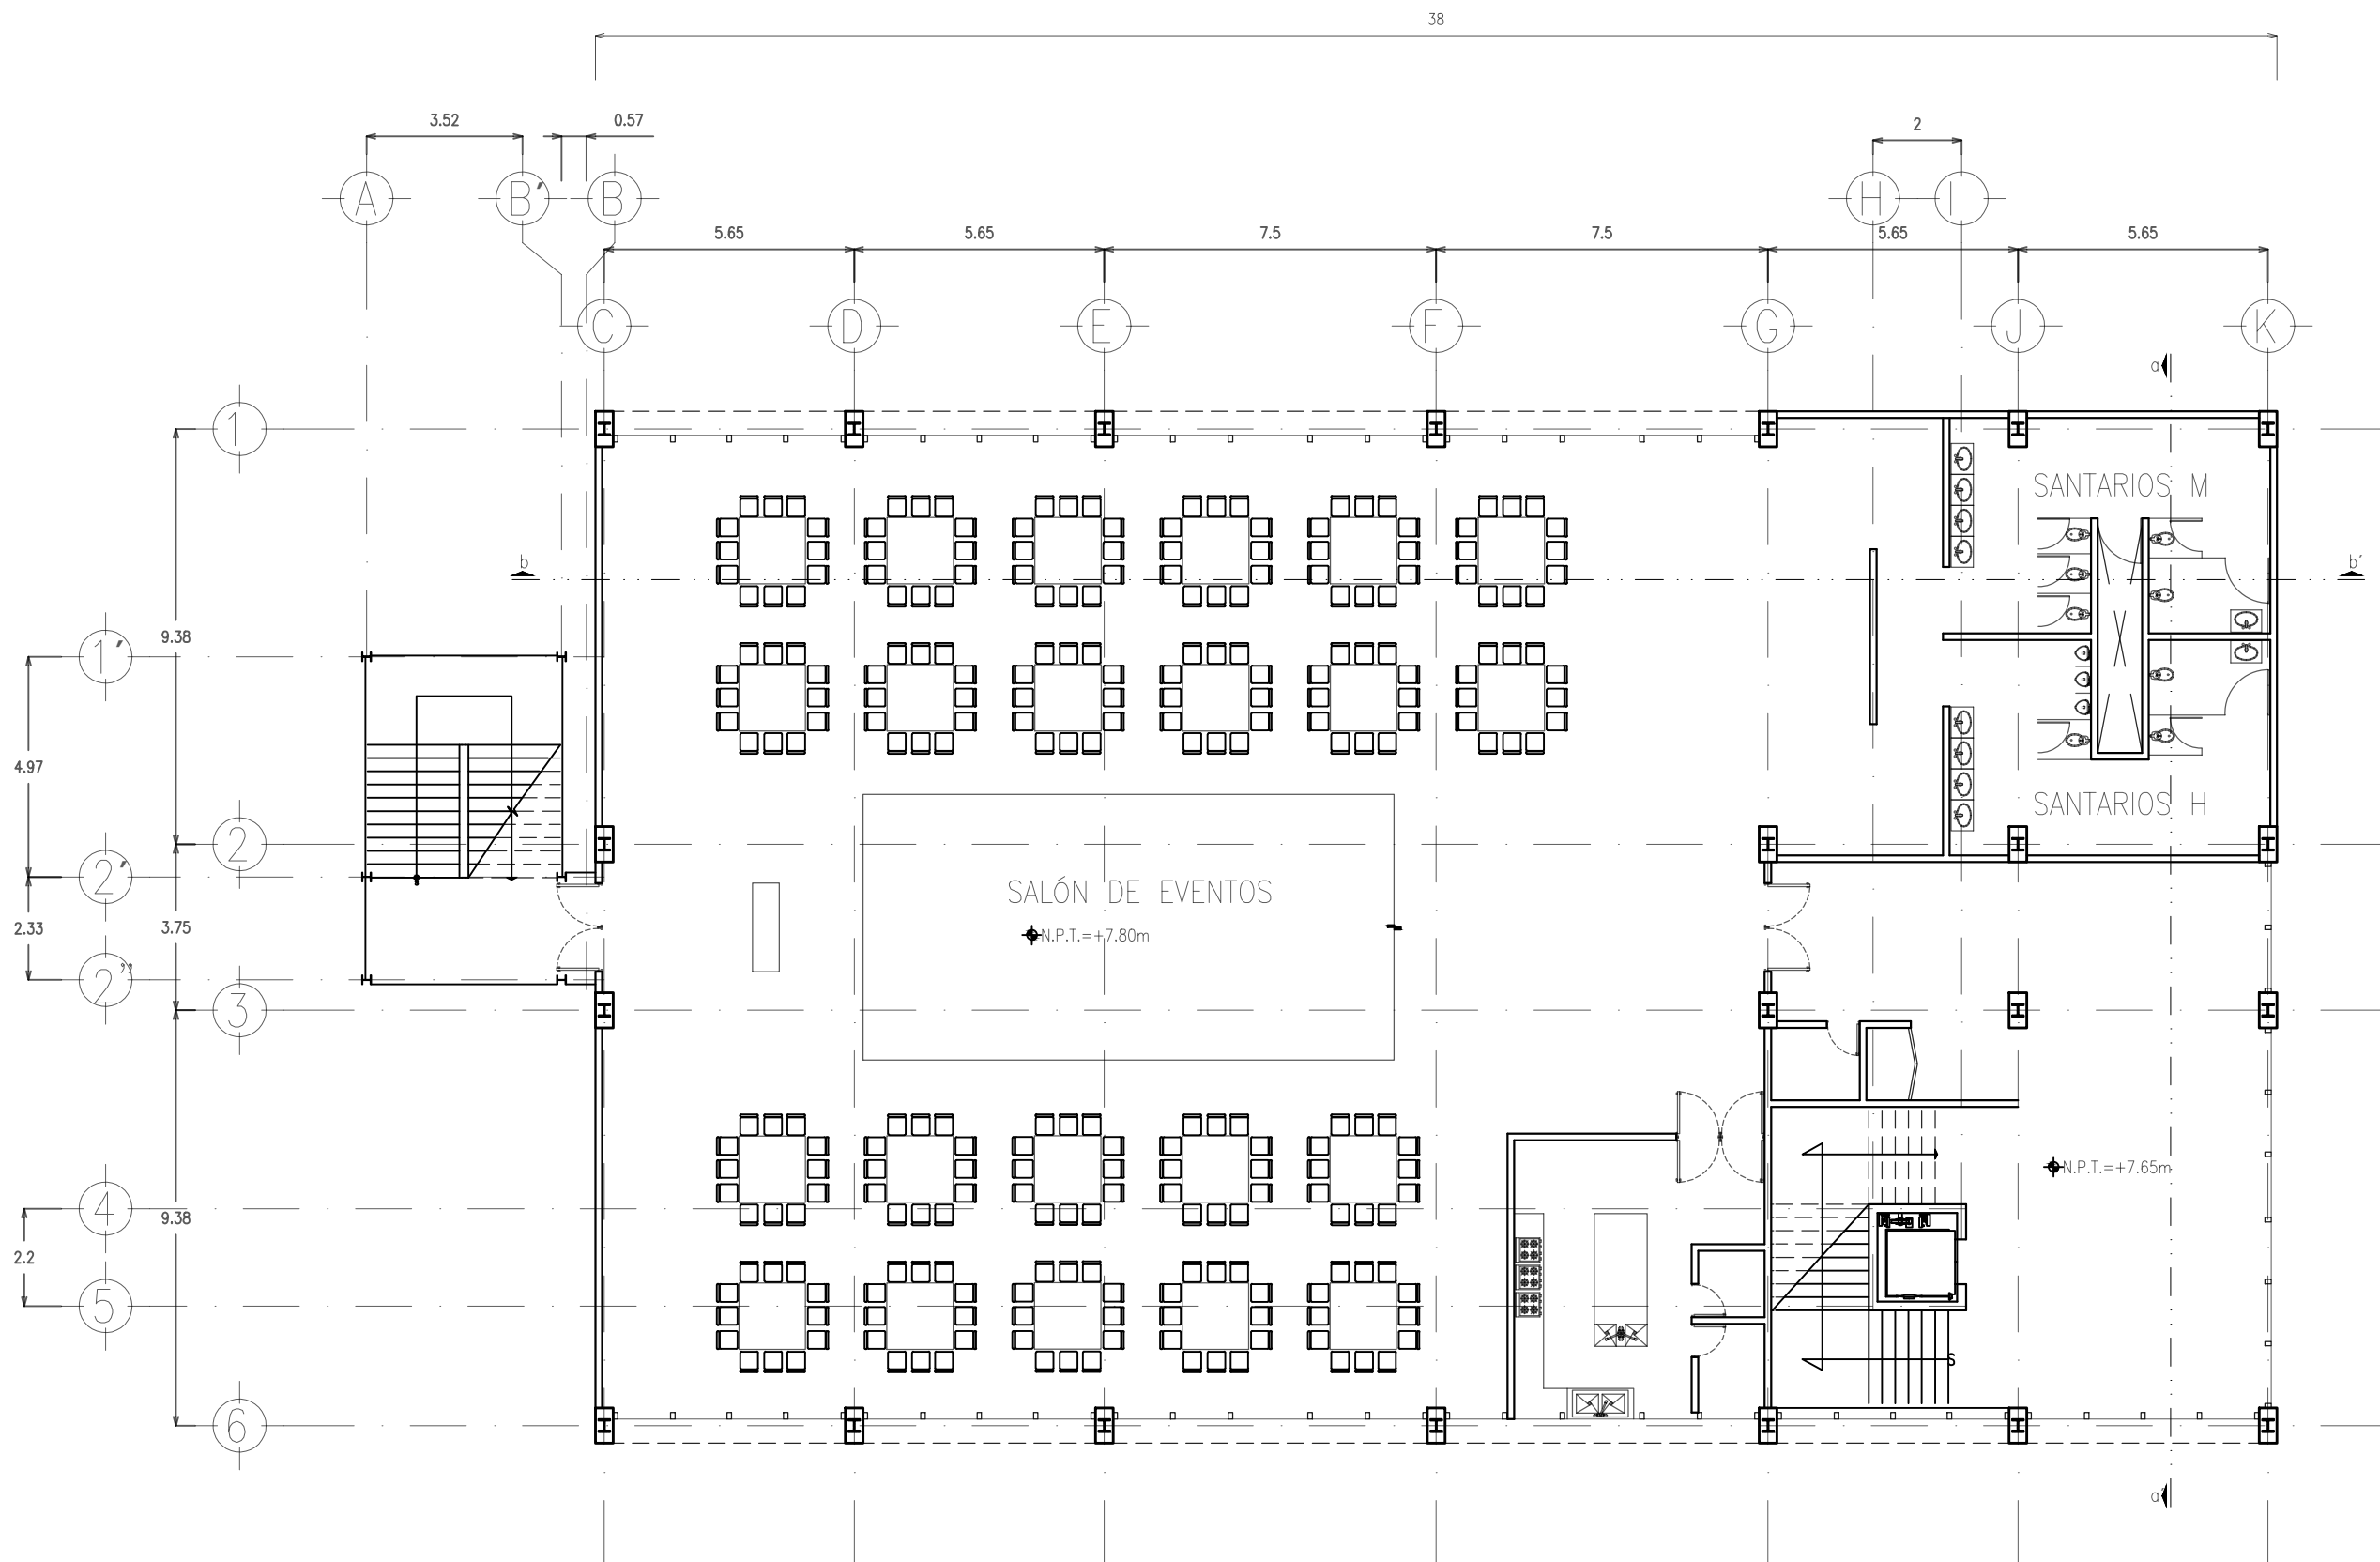 38
3.52
0.57
2
A
B'
B
H
I
5.65
5.65
7.5
7.5
5.65
5.65
C
D
E
F
G
J
K
a
1
SANTARIOS M
b
b'
9.38
1'
4.97
SANTARIOS H
2
2'
SALÓN DE EVENTOS
2.33
3.75
N.P.T.=+7.80m
2"
3
N.P.T.=+7.65m
4
9.38
2.2
5
S
6
a'